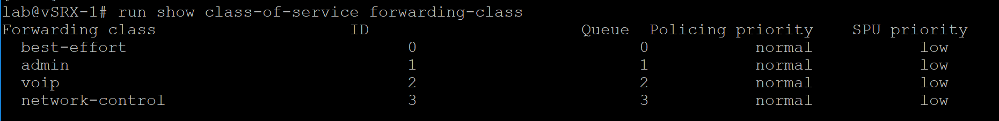 lab@vSRX-1# run show class-of-service forwarding-class
Forwarding class                    ID                      Queue  Policing priority    SPU priority
  best-effort                             0                       0           normal           low
  admin                                   1                       1           normal           low
  voip                                    2                       2           normal           low
  network-control                         3                       3           normal           low